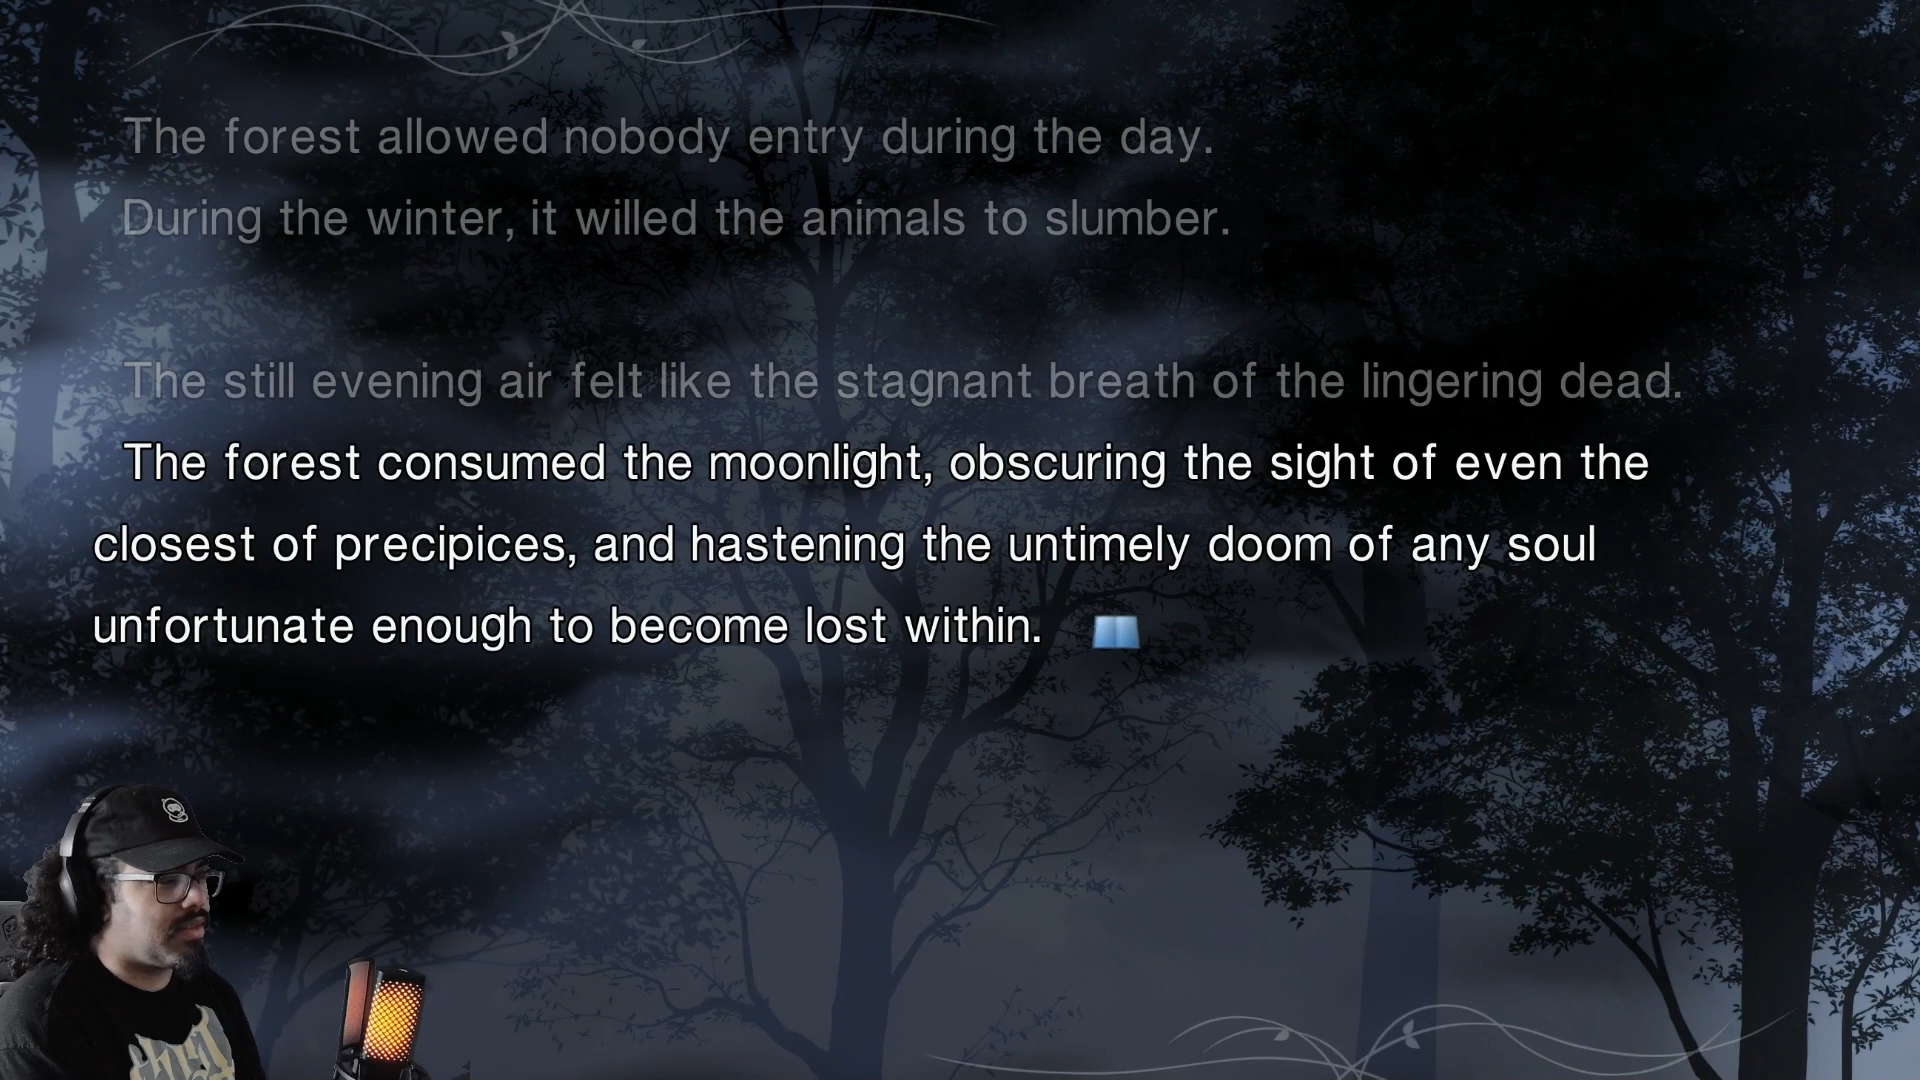 The forest allowed nobody entry during the day.
During the winter, it willed the animals to slumber.
The still evening air felt like the stagnant breath of the lingering dead.
The forest consumed the moonlight, obscuring the sight of even the
closest of precipices, and hastening the untimely doom of any soul
unfortunate enough to become lost within.